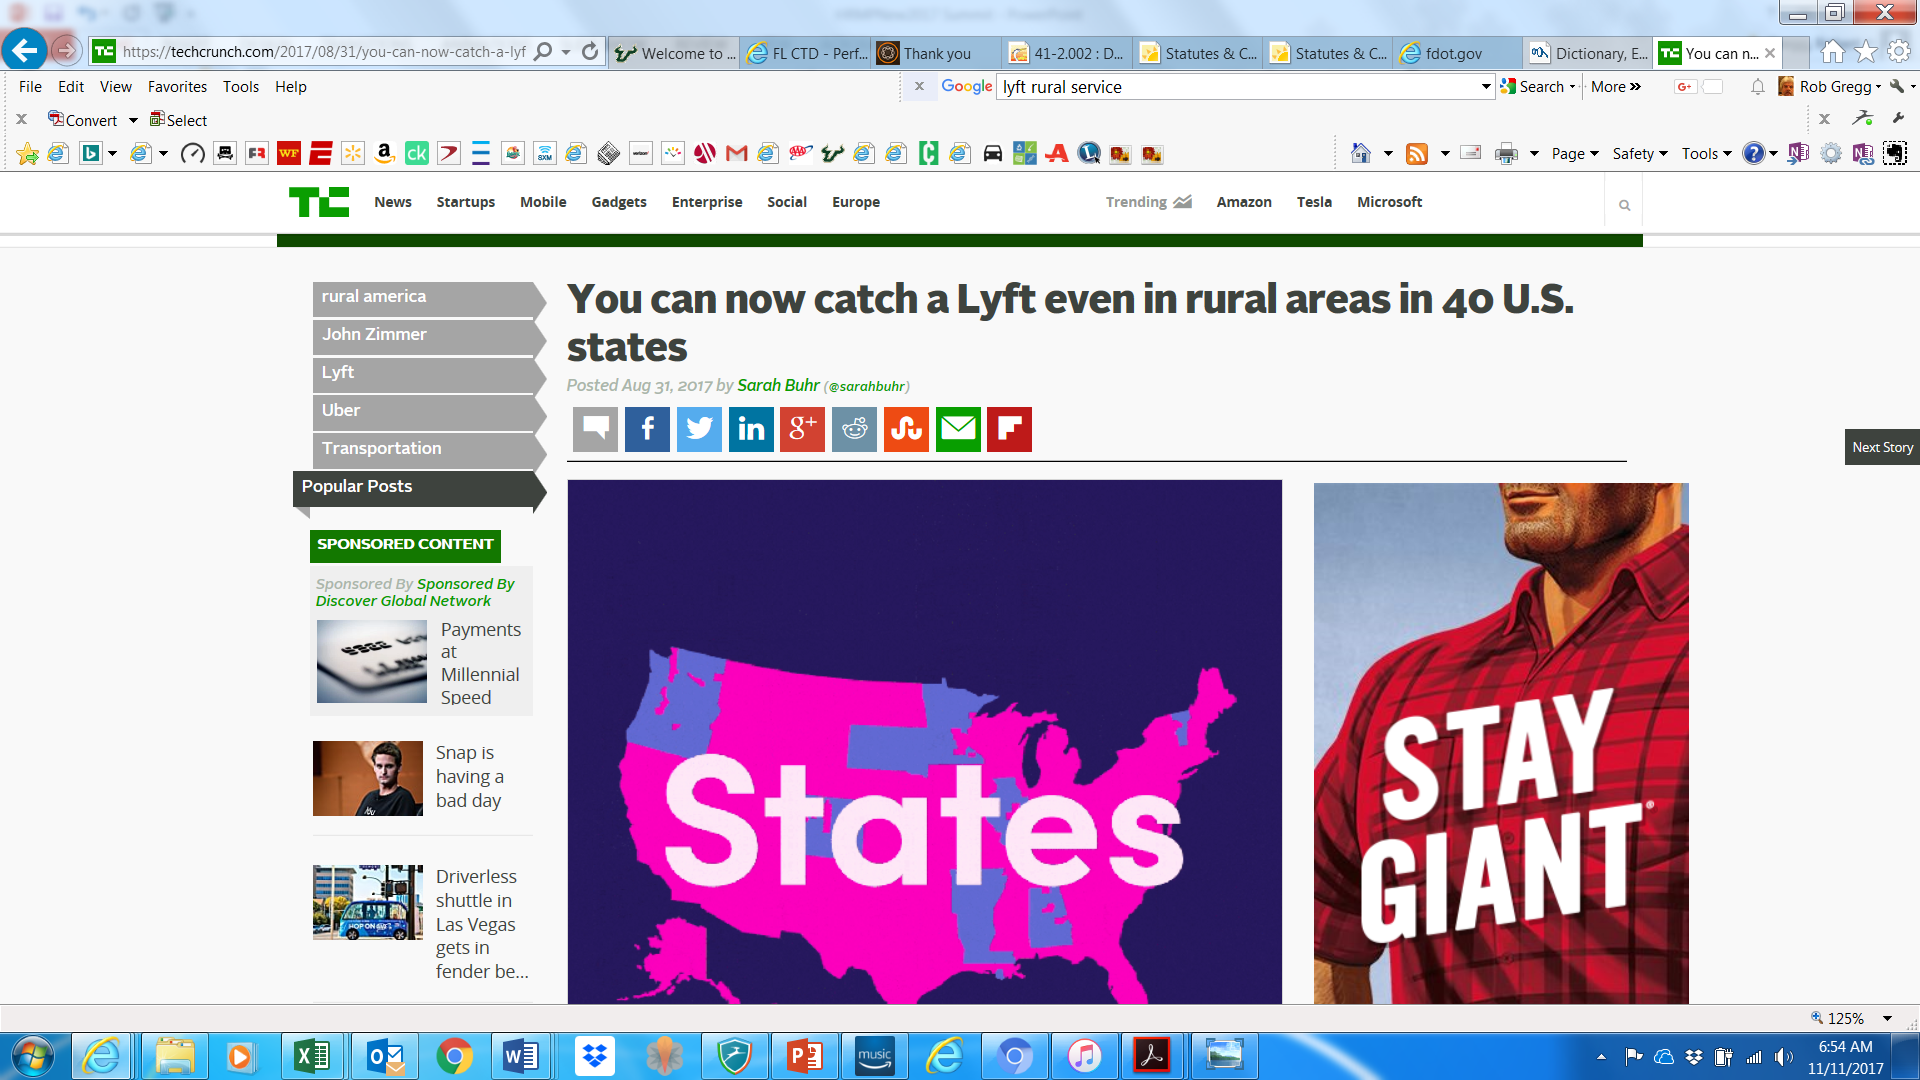 https://techcrunch.com/2017/08/31/you-can-now-catch-a-lyf
Welcome to ...
FL CTD - Perf...
Thank you
41-2.002 : D...
Statutes & C...
Statutes & C...
fdot.gov
Dictionary, E...
You can n...
File Edit View Favorites Tools Help
Google
lyft rural service
Search
More »
G+
Rob Gregg
Convert
Select
Page
Safety
Tools
TC
News
Startups
Mobile
Gadgets
Enterprise
Social
Europe
Trending
Amazon
Tesla
Microsoft
rural america
John Zimmer
Lyft
Uber
Transportation
Popular Posts
You can now catch a Lyft even in rural areas in 40 U.S.
states
Posted Aug 31, 2017 by Sarah Buhr (@sarahbuhr)
Next Story
SPONSORED CONTENT
Sponsored By Sponsored By
Discover Global Network
Payments
at
Millennial
Speed
Snap is
having a
bad day
Driverless
shuttle in
Las Vegas
gets in
fender be...
States
STAY
GIANT®
125%
music
6:54 AM
11/11/2017